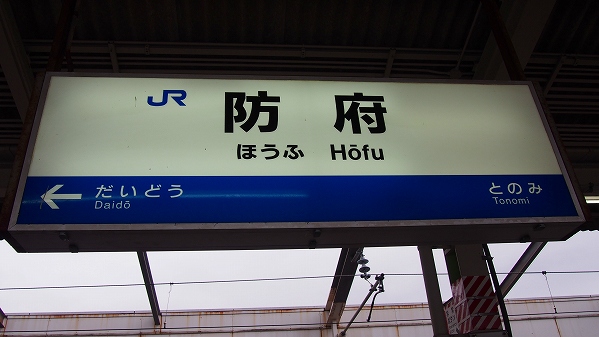 JR 防府
ほうふ Hōfu
← だいどう とのみ
Daidō Tonomi